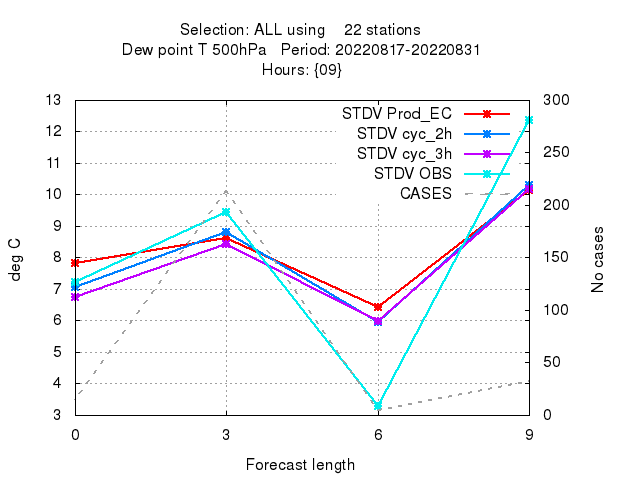 Selection: ALL using 22 stations
Dew point T 500hPa Period: 20220817-20220831
Hours: {09}
STDV Prod_EC
STDV cyc_2h
STDV cyc_3h
STDV OBS
CASES
13
12
11
10
9
8
7
6
5
4
3
deg C
300
250
200
150
100
50
0
No cases
0 3 6 9
Forecast length